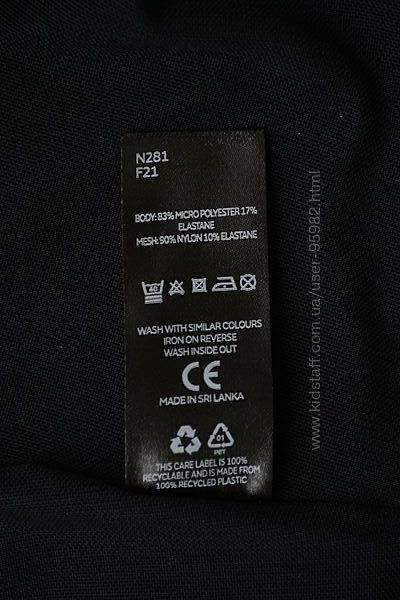 N281
F21
BODY: 83% MICRO POLYESTER 17%
ELASTANE
MESH: 90% NYLON 10% ELASTANE
40
WASH WITH SIMILAR COLOURS
IRON ON REVERSE
WASH INSIDE OUT
CE
MADE IN SRI LANKA
01
PET
THIS CARE LABEL IS 100%
RECYCLABLE AND IS MADE FROM
100% RECYCLED PLASTIC
www.kidstaff.com.ua/user-95982.html